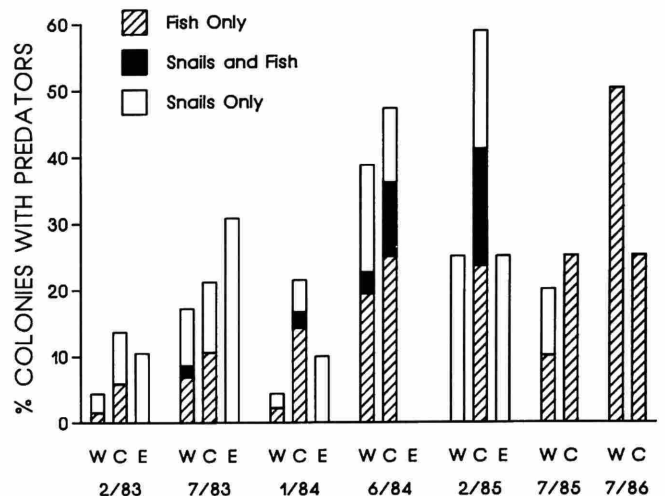 Fish Only
Snails and Fish
Snails Only
% COLONIES WITH PREDATORS
60
50
40
30
20
10
0
W C E W C E W C E W C W C E W C W C
2/83 7/83 1/84 6/84 2/85 7/85 7/86